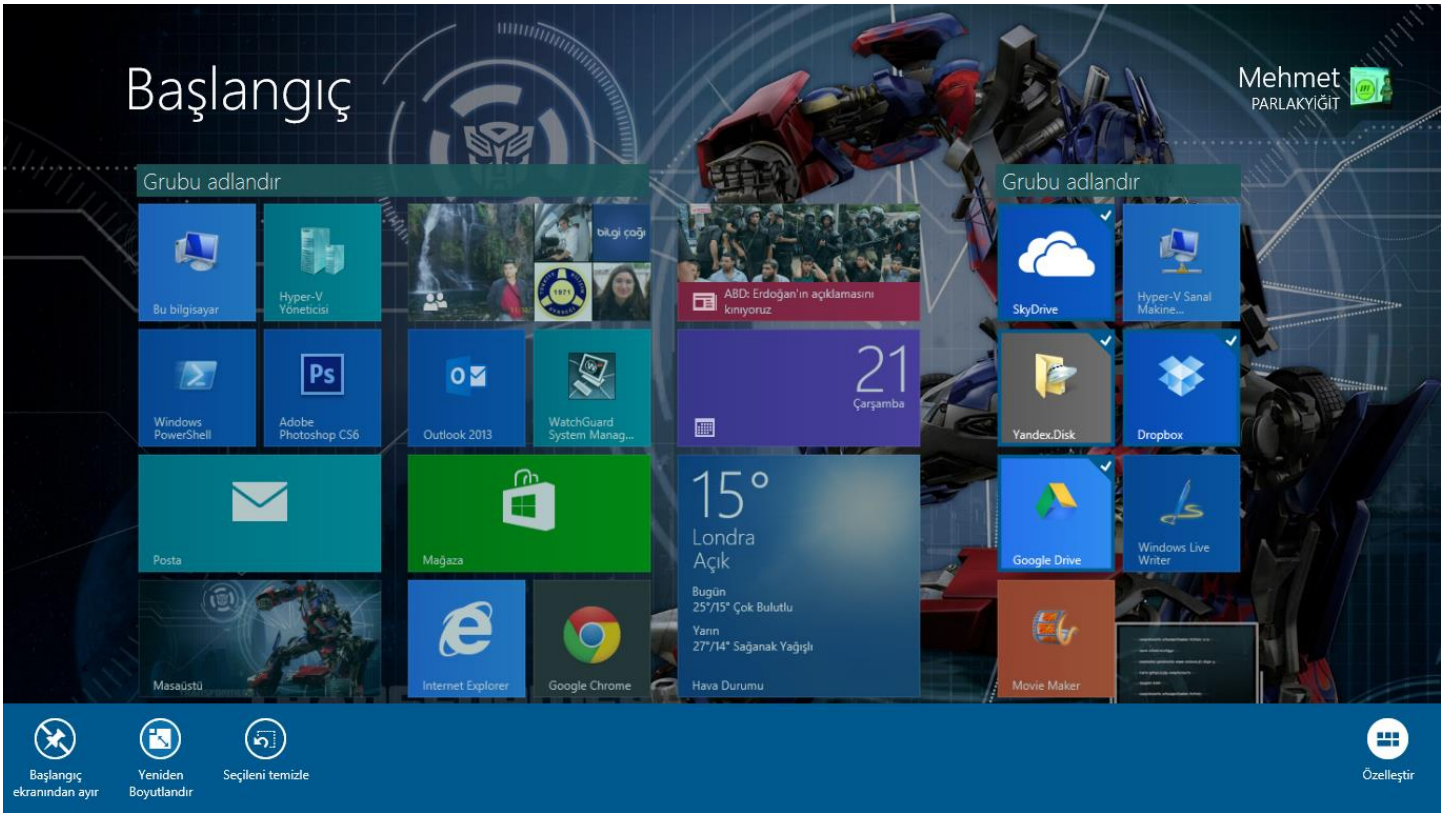 Başlangıç
Mehmet
PARLAKYİĞİT
Grubu adlandır
Grubu adlandır
Bu bilgisayar
Hyper-V
Yöneticisi
bilgi çağı
1971
ABD: Erdoğan'ın açıklamasını
kınıyoruz
SkyDrive
Hyper-V Sanal
Makine...
Windows
PowerShell
Ps
Adobe
Photoshop CS6
Outlook 2013
WatchGuard
System Manag...
21
Çarşamba
Yandex.Disk
Dropbox
Posta
Mağaza
15°
Londra
Açık
Bugün
25°/15° Çok Bulutlu
Yarın
27°/14° Sağanak Yağışlı
Hava Durumu
Google Drive
Windows Live
Writer
Masaüstü
Internet Explorer
Google Chrome
Movie Maker
Başlangıç
ekranından ayır
Yeniden
Boyutlandır
Seçileni temizle
Özelleştir